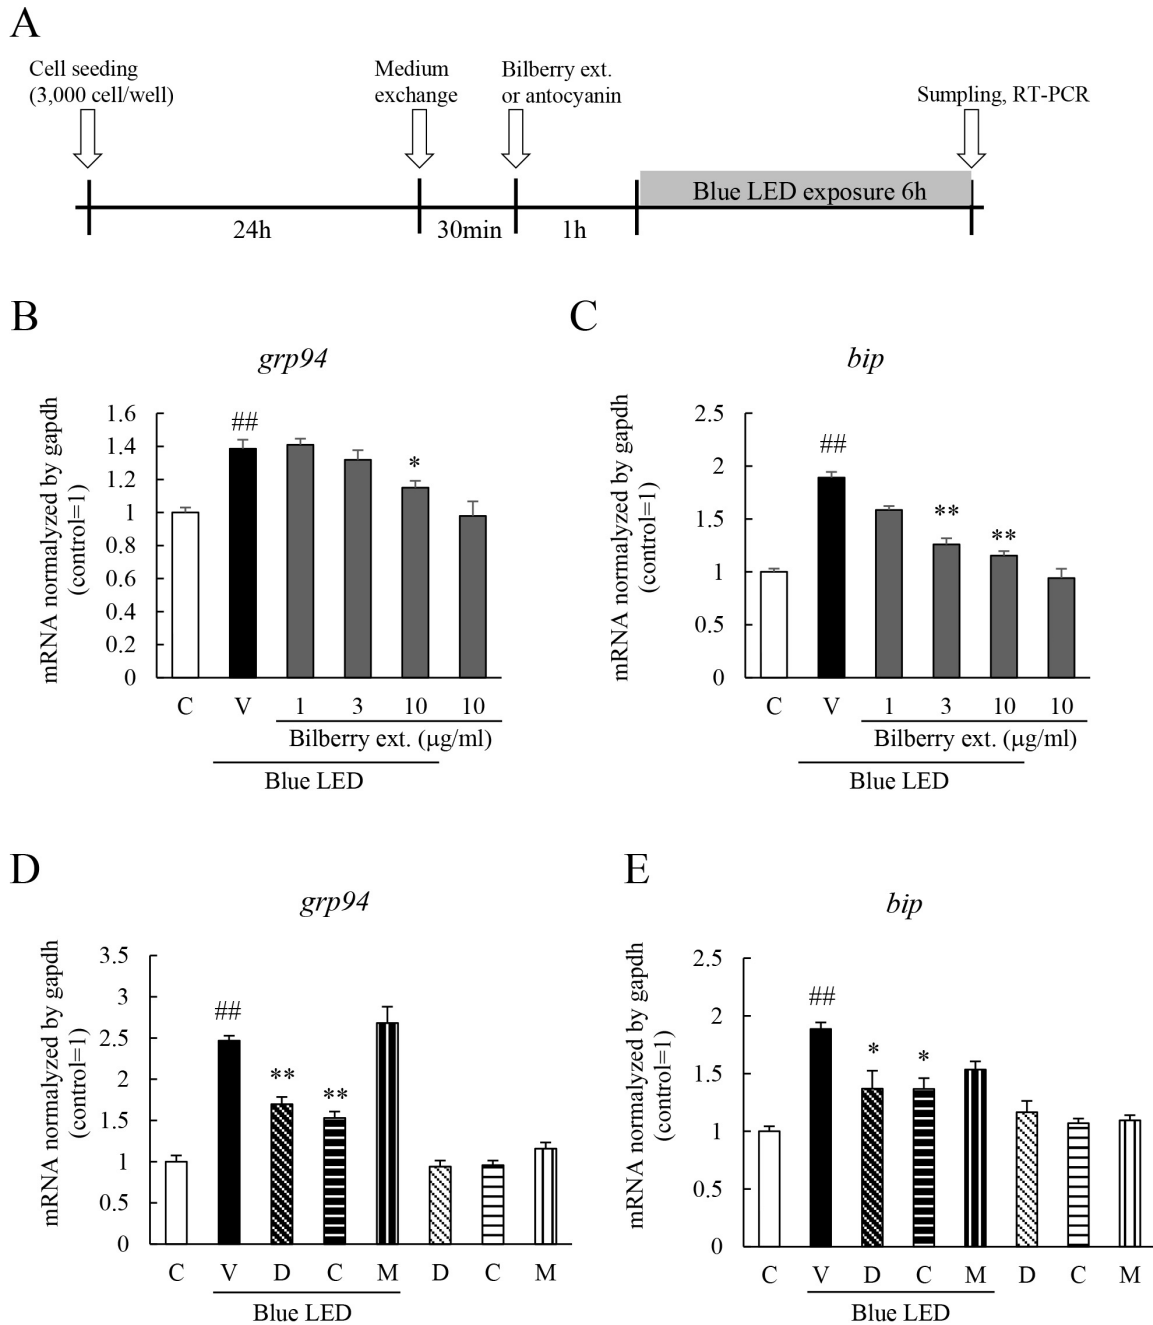 A
Cell seeding
(3,000 cell/well)
Medium
exchange
Bilberry ext.
or antocyanin
Sumpling, RT-PCR
Blue LED exposure 6h
24h
30min
1h
B
grp94
mRNA normalyzed by gapdh
(control=1)
1.6
1.4
1.2
1
0.8
0.6
0.4
0.2
0
##
*
C V 1 3 10 10
Bilberry ext. (μg/ml)
Blue LED
C
bip
mRNA normalyzed by gapdh
(control=1)
2.5
2
1.5
1
0.5
0
##
**
**
C V 1 3 10 10
Bilberry ext. (μg/ml)
Blue LED
D
grp94
mRNA normalyzed by gapdh
(control=1)
3.5
3
2.5
2
1.5
1
0.5
0
##
**
**
C V D C M D C M
Blue LED
E
bip
mRNA normalyzed by gapdh
(control=1)
2.5
2
1.5
1
0.5
0
##
*
*
C V D C M D C M
Blue LED